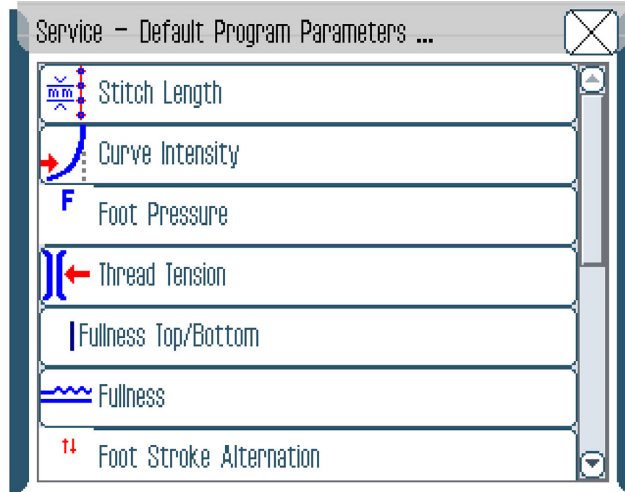 Service - Default Program Parameters ...
mm Stitch Length
Curve Intensity
F Foot Pressure
Thread Tension
Fullness Top/Bottom
Fullness
Foot Stroke Alternation